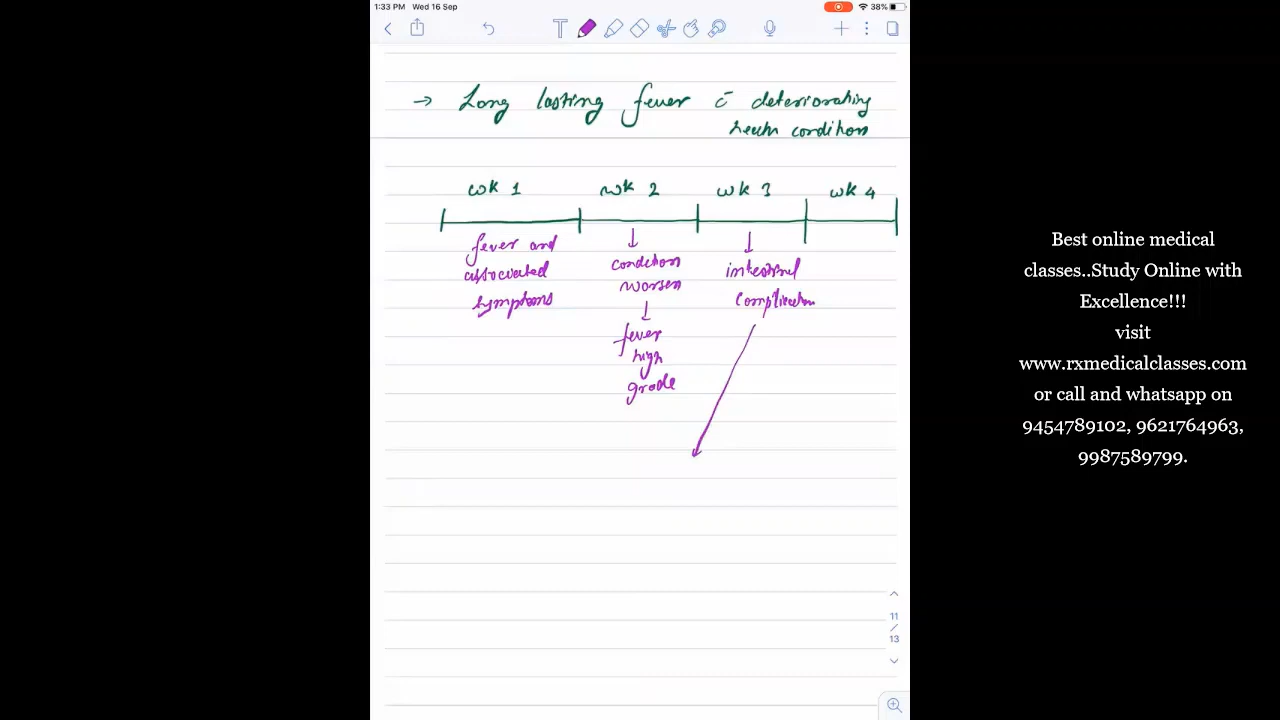 1:33 PM Wed 16 Sep
38%
→ Long lasting fever c̄ deteriorating
health condition
wk 1 wk 2 wk 3 wk 4
fever and
associated
symptoms
↓
condition
worsen
↓
fever
high
grade
↓
intestinal
complication
11
/
13
Best online medical
classes..Study Online with
Excellence!!!
visit
www.rxmedicalclasses.com
or call and whatsapp on
9454789102, 9621764963,
9987589799.